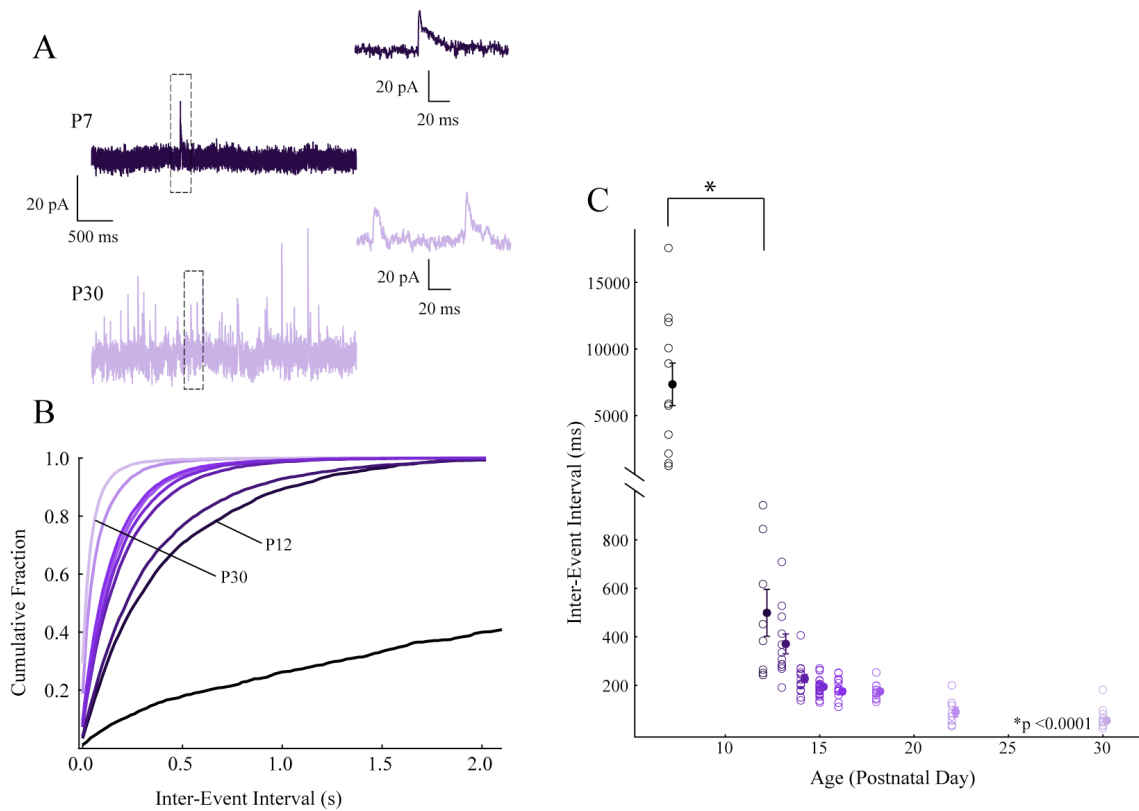 A
20 pA
20 ms
P7
20 pA
500 ms
20 pA
20 ms
P30
B
1.0
0.8
0.6
0.4
0.2
Cumulative Fraction
P12
P30
0.0
0.5
1.0
1.5
2.0
Inter-Event Interval (s)
C
*
15000
10000
5000
800
600
400
200
Inter-Event Interval (ms)
*p <0.0001
10
15
20
25
30
Age (Postnatal Day)